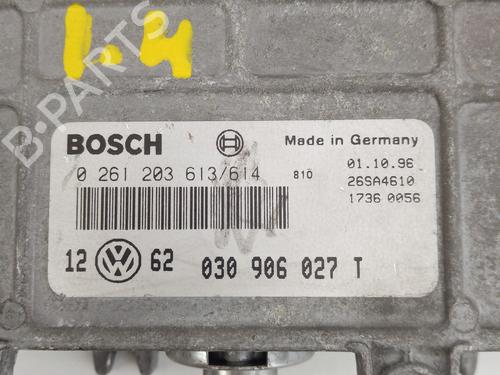 1.4
B-PARTS
BOSCH
Made in Germany
0 261 203 613/614 810
01.10.96
26SA4610
1736 0056
12 VW 62 030 906 027 T